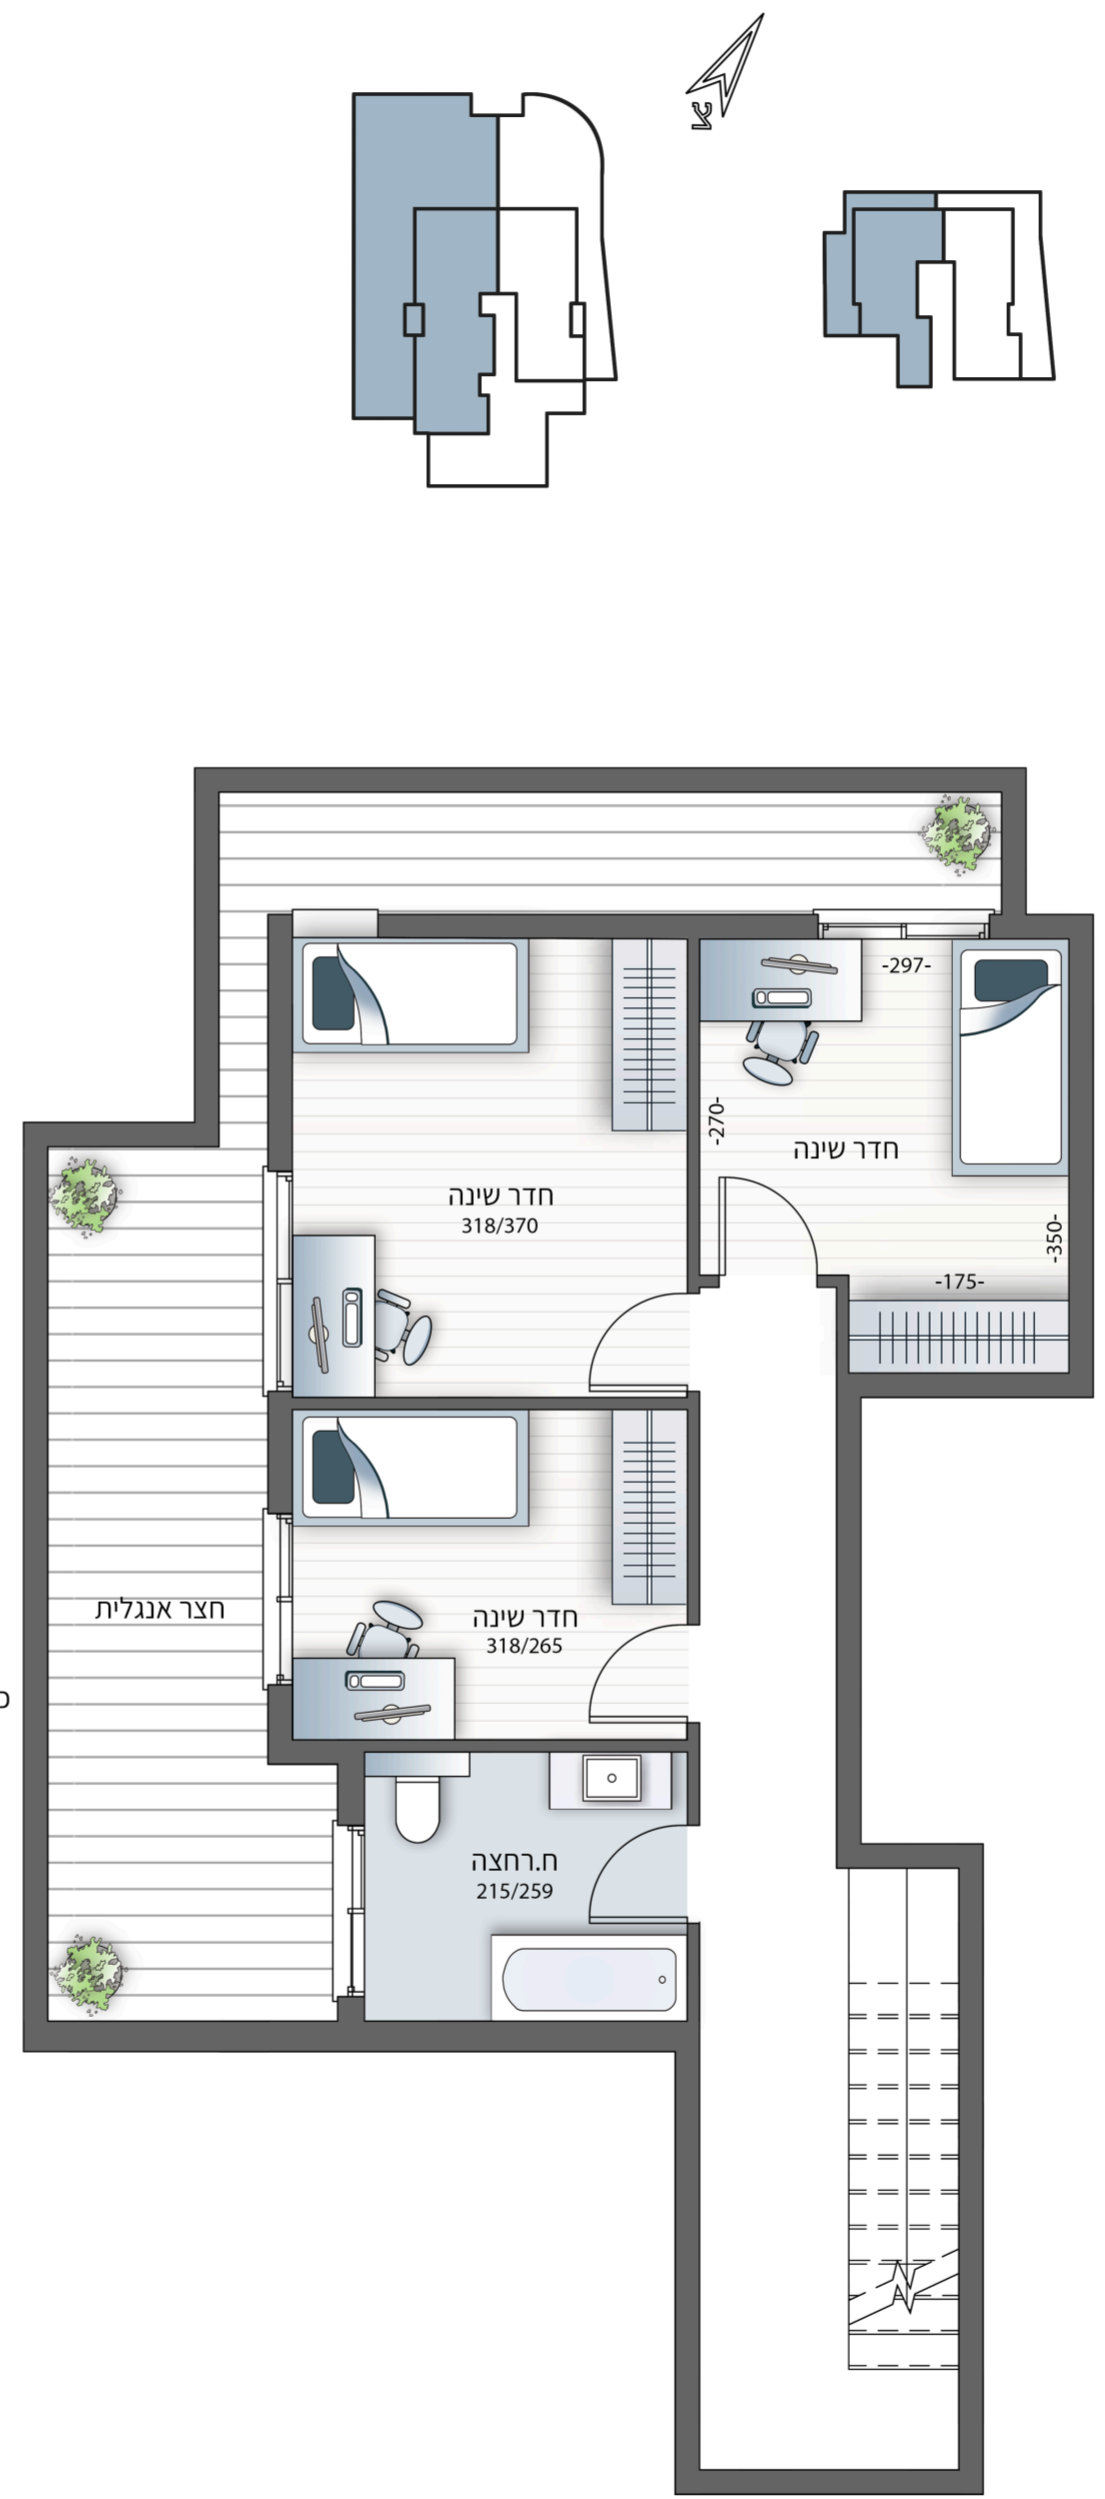 צ
-297-
-270-
חדר שינה
חדר שינה
318/370
-350-
-175-
חצר אנגלית
חדר שינה
318/265
ח.רחצה
215/259